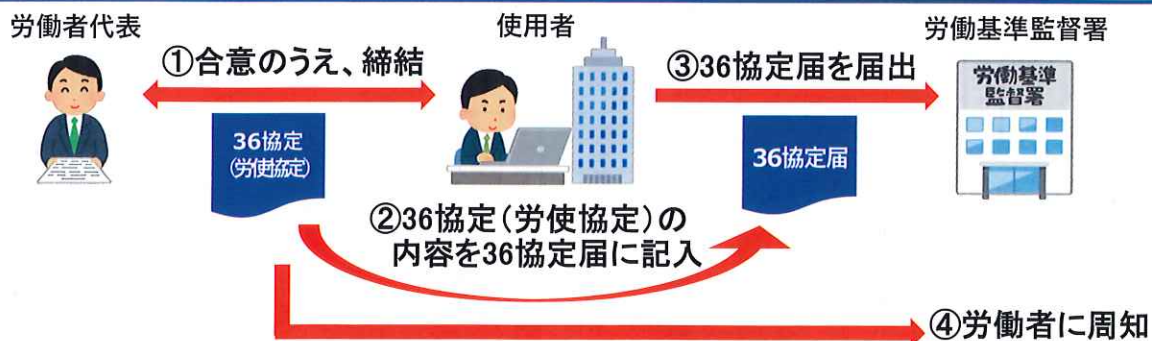 労働者代表
使用者
労働基準監督署
①合意のうえ、締結
③36協定届を届出
労働基準
監督署
36協定
(労使協定)
36協定届
②36協定(労使協定)の
内容を36協定届に記入
④労働者に周知